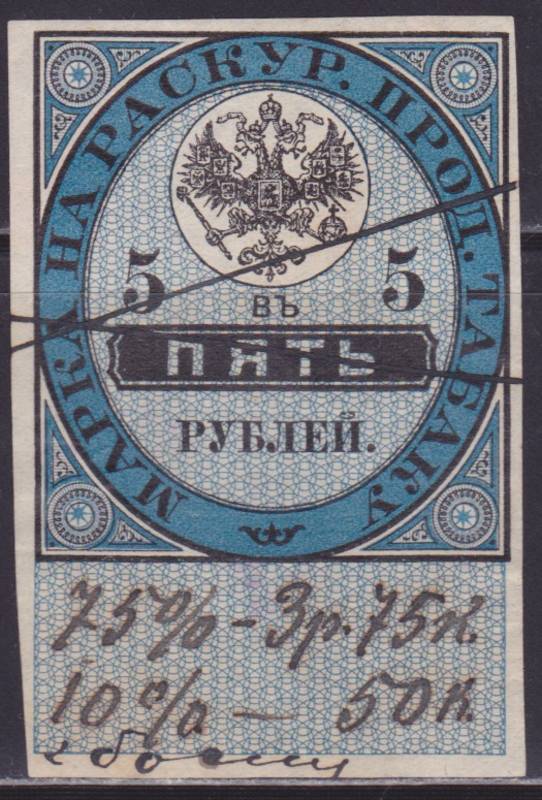 МАРКА НА РАСКУР. ПРОД. ТАБАКУ
5 5
ВЪ
ПЯТЬ
РУБЛЕЙ.
75% – 3р. 75к.
10% — 50к.